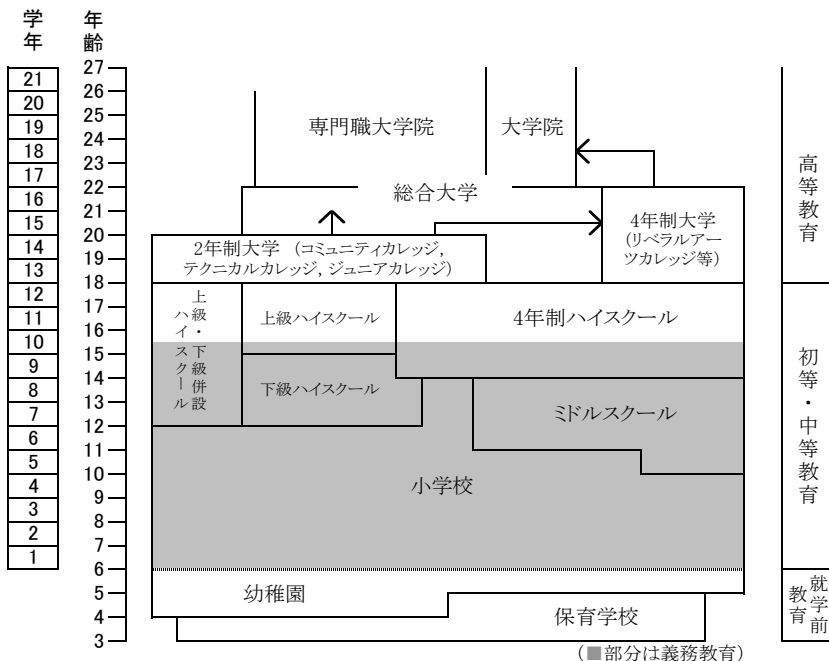 学年
年齢
21
20
19
18
17
16
15
14
13
12
11
10
9
8
7
6
5
4
3
2
1
27
26
25
24
23
22
21
20
19
18
17
16
15
14
13
12
11
10
9
8
7
6
5
4
3
専門職大学院
大学院
総合大学
4年制大学
(リベラルアー
ツカレッジ等)
2年制大学 (コミュニティカレッジ,
テクニカルカレッジ, ジュニアカレッジ)
上級・下級併設
ハイスクール
上級ハイスクール
4年制ハイスクール
下級ハイスクール
ミドルスクール
小学校
幼稚園
保育学校
高等教育
初等・中等教育
就学前
教育
(■部分は義務教育)